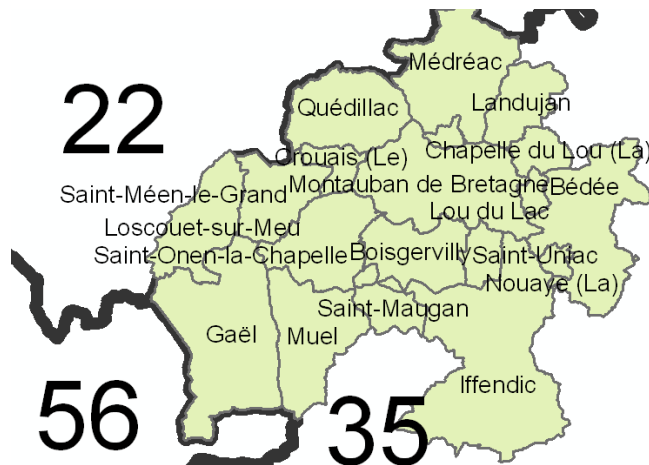 Médréac
22
Quédillac
Landujan
Crouais (Le)
Chapelle du Lou (La)
Saint-Méen-le-Grand
Montauban de Bretagne
Bédée
Lou du Lac
Loscouet-sur-Meu
Saint-Onen-la-Chapelle
Boisgervilly
Saint-Uniac
Nouaye (La)
Saint-Maugan
Gaël
Muel
Iffendic
56
35